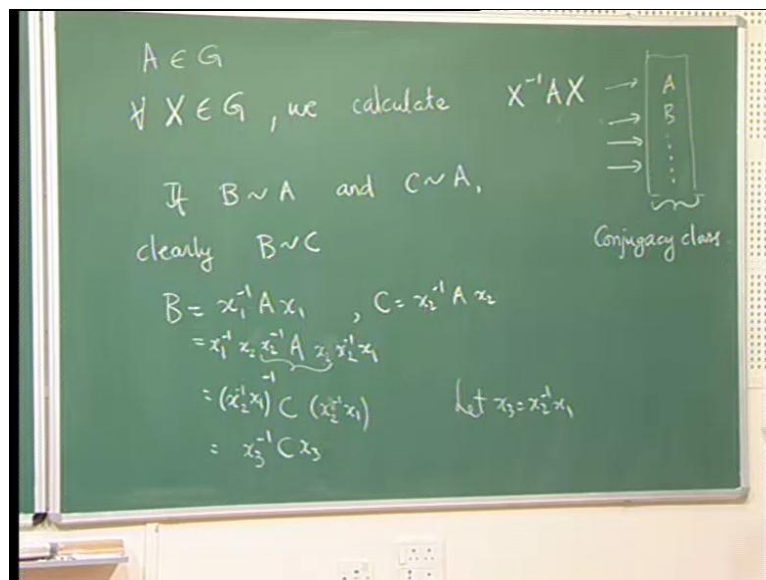 A ∈ G
∀ X ∈ G , we calculate X⁻¹AX
A
B
If B ~ A and C ~ A,
clearly B ~ C
Conjugacy class
B = x₁⁻¹ A x₁ , C = x₂⁻¹ A x₂
= x₁⁻¹ x₂ x₂⁻¹ A x₂ x₂⁻¹ x₁
= (x₂⁻¹x₁)⁻¹ C (x₂⁻¹x₁)
Let x₃ = x₂⁻¹x₁
= x₃⁻¹ C x₃